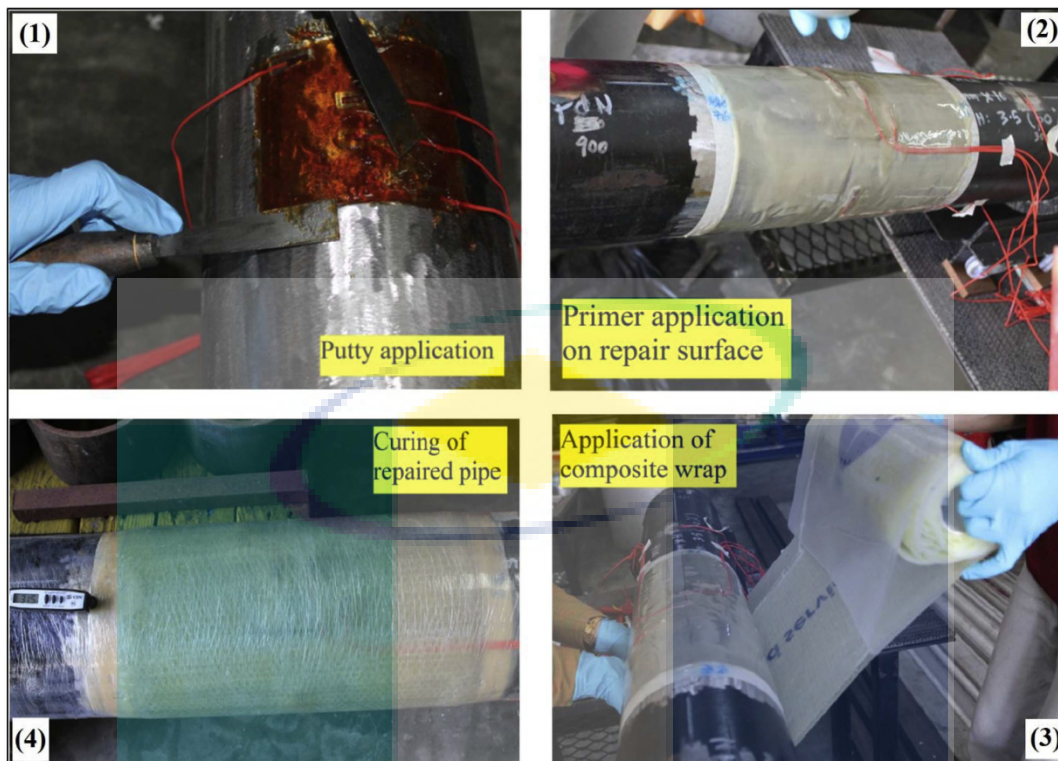 (1)
Putty application
(2)
900
Primer application
on repair surface
Curing of
repaired pipe
(4)
Application of
composite wrap
(3)